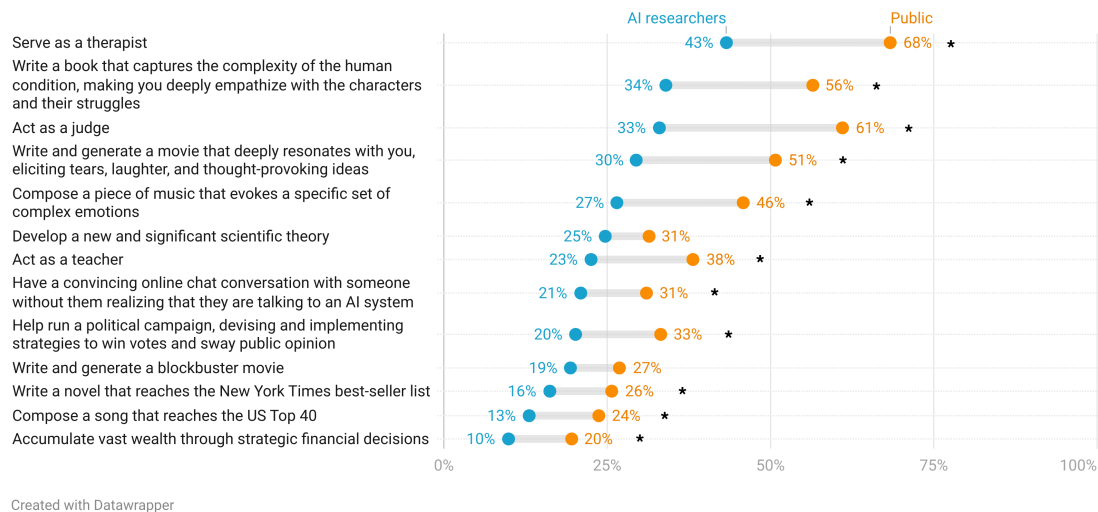 AI researchers Public
Serve as a therapist 43% 68% *
Write a book that captures the complexity of the human
condition, making you deeply empathize with the characters 34% 56% *
and their struggles
Act as a judge 33% 61% *
Write and generate a movie that deeply resonates with you,
eliciting tears, laughter, and thought-provoking ideas 30% 51% *
Compose a piece of music that evokes a specific set of
complex emotions 27% 46% *
Develop a new and significant scientific theory 25% 31%
Act as a teacher 23% 38% *
Have a convincing online chat conversation with someone
without them realizing that they are talking to an AI system 21% 31% *
Help run a political campaign, devising and implementing
strategies to win votes and sway public opinion 20% 33% *
Write and generate a blockbuster movie 19% 27%
Write a novel that reaches the New York Times best-seller list 16% 26% *
Compose a song that reaches the US Top 40 13% 24% *
Accumulate vast wealth through strategic financial decisions 10% 20% *
0% 25% 50% 75% 100%
Created with Datawrapper